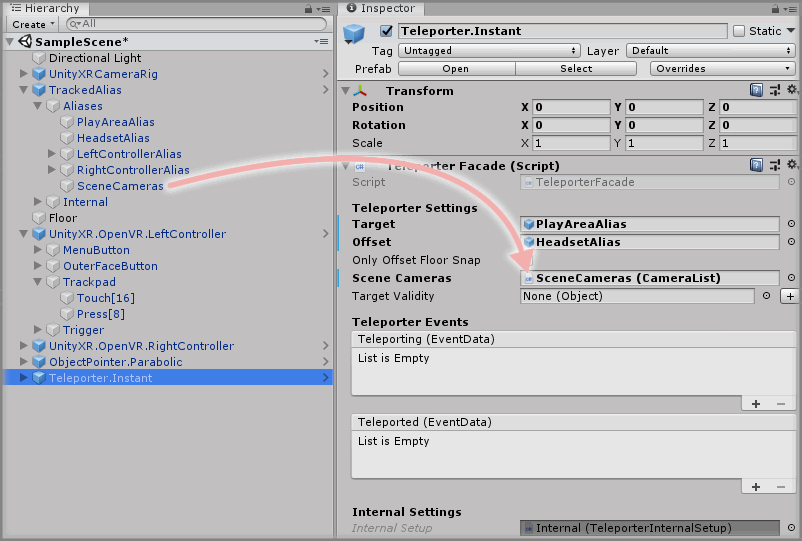 Hierarchy
Create
All
SampleScene*
Directional Light
UnityXRCameraRig
TrackedAlias
Aliases
PlayAreaAlias
HeadsetAlias
LeftControllerAlias
RightControllerAlias
SceneCameras
Internal
Floor
UnityXR.OpenVR.LeftController
MenuButton
OuterFaceButton
Trackpad
Touch[16]
Press[8]
Trigger
UnityXR.OpenVR.RightController
ObjectPointer.Parabolic
Teleporter.Instant
Inspector
Teleporter.Instant Static
Tag Untagged Layer Default
Prefab Open Select Overrides
Transform
Position X 0 Y 0 Z 0
Rotation X 0 Y 0 Z 0
Scale X 1 Y 1 Z 1
Teleporter Facade (Script)
Script TeleporterFacade
Teleporter Settings
Target PlayAreaAlias
Offset HeadsetAlias
Only Offset Floor Snap
Scene Cameras SceneCameras (CameraList)
Target Validity None (Object) +
Teleporter Events
Teleporting (EventData)
List is Empty
+ −
Teleported (EventData)
List is Empty
+ −
Internal Settings
Internal Setup Internal (TeleporterInternalSetup)